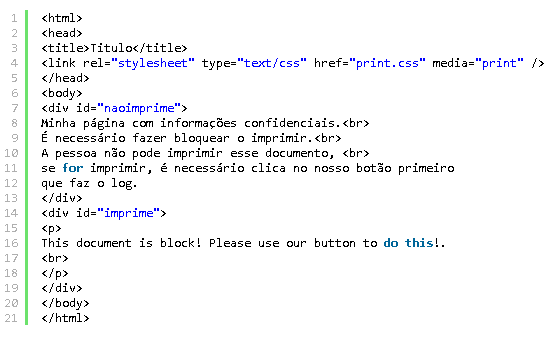 1 <html>
2 <head>
3 <title>Titulo</title>
4 <link rel="stylesheet" type="text/css" href="print.css" media="print" />
5 </head>
6 <body>
7 <div id="naoimprime">
8 Minha página com informações confidenciais.<br>
9 É necessário fazer bloquear o imprimir.<br>
10 A pessoa não pode imprimir esse documento, <br>
11 se for imprimir, é necessário clica no nosso botão primeiro
12 que faz o log.
13 </div>
14 <div id="imprime">
15 <p>
16 This document is block! Please use our button to do this!.
17 <br>
18 </p>
19 </div>
20 </body>
21 </html>